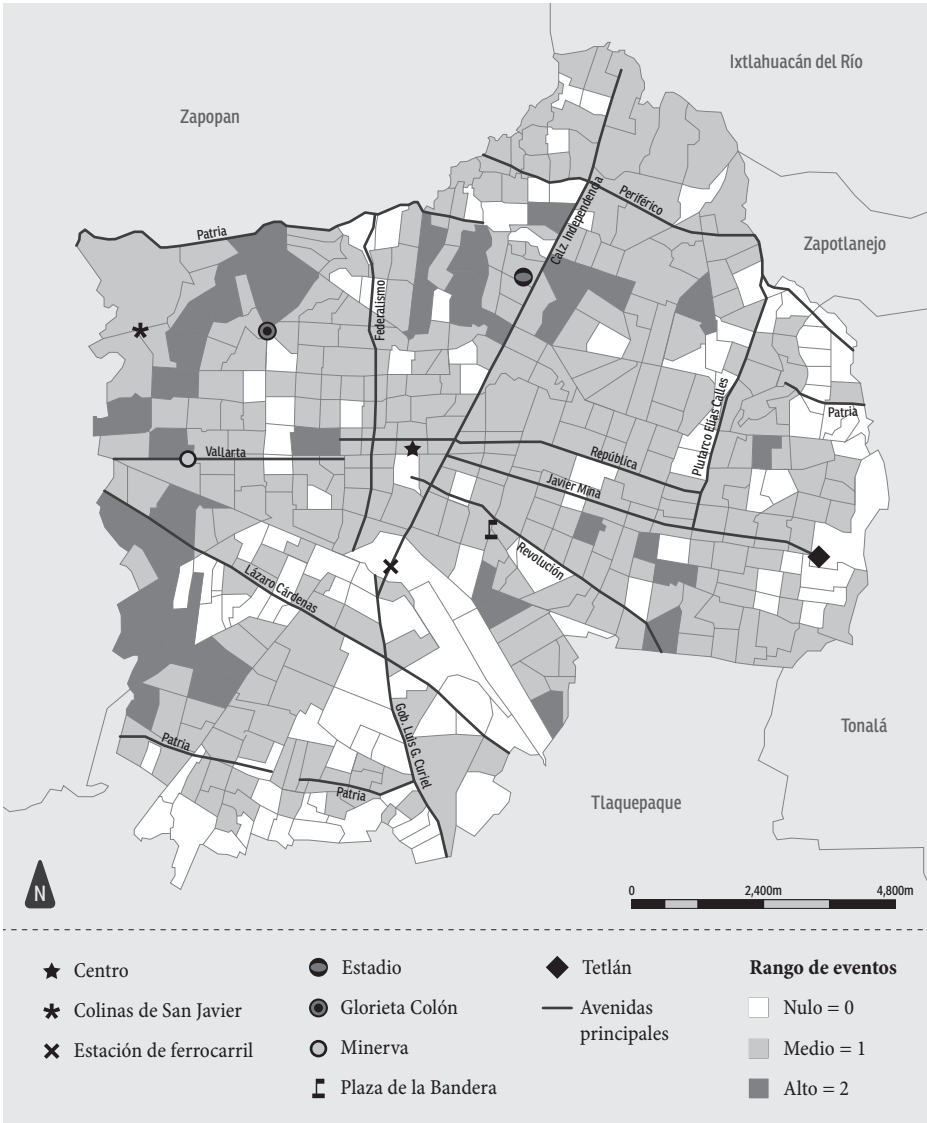 Ixtlahuacán del Río
Zapopan
Periférico
Calz. Independencia
Patria
Zapotlanejo
Federalismo
Plutarco Elías Calles
Patria
Vallarta
República
Javier Mina
Revolución
Lázaro Cárdenas
Gob. Luis G. Curiel
Tonalá
Patria
Patria
Tlaquepaque
N
0 2,400m 4,800m
Centro
Colinas de San Javier
Estación de ferrocarril
Estadio
Glorieta Colón
Minerva
Plaza de la Bandera
Tetlán
Avenidas
principales
Rango de eventos
Nulo = 0
Medio = 1
Alto = 2